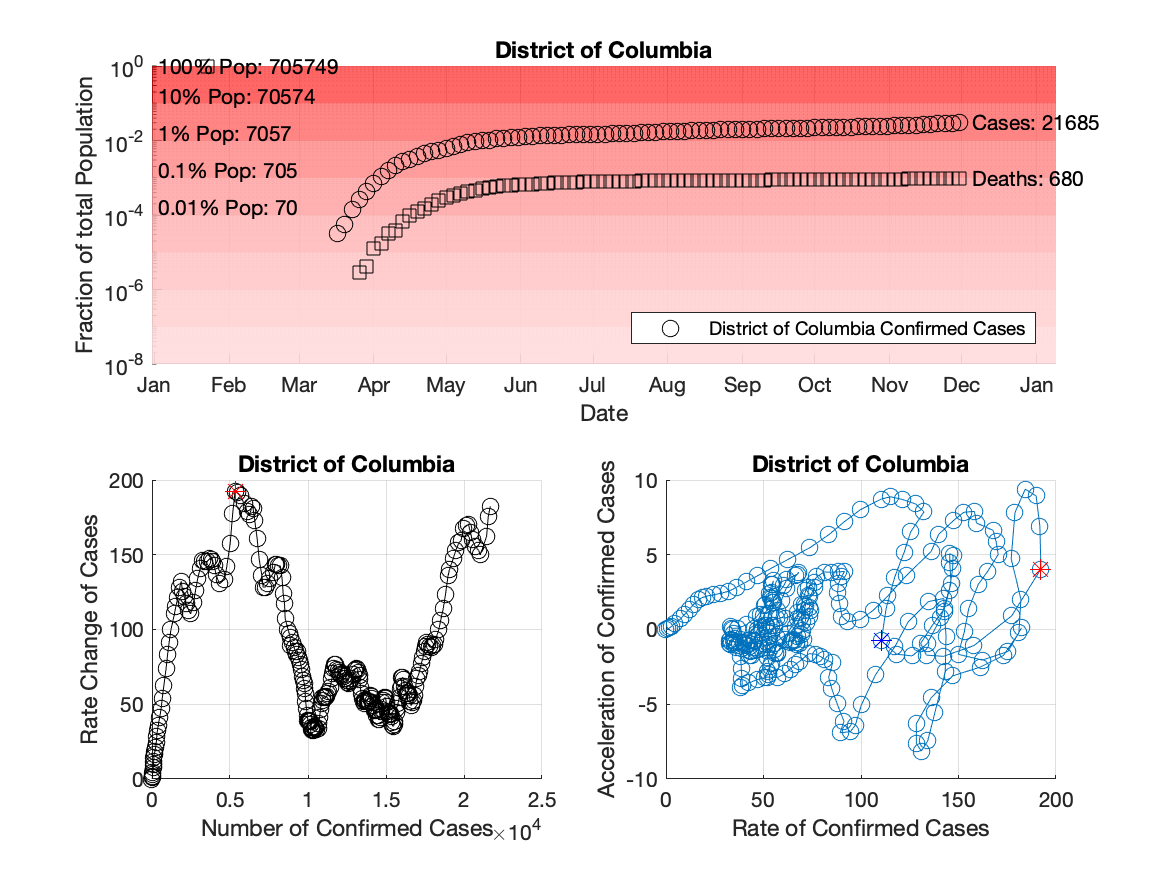 District of Columbia
Fraction of total Population
10^0
10^-2
10^-4
10^-6
10^-8
100% Pop: 705749
10% Pop: 70574
1% Pop: 7057
0.1% Pop: 705
0.01% Pop: 70
Cases: 21685
Deaths: 680
District of Columbia Confirmed Cases
Jan Feb Mar Apr May Jun Jul Aug Sep Oct Nov Dec Jan
Date
District of Columbia
Rate Change of Cases
200
150
100
50
0
0 0.5 1 1.5 2 2.5
Number of Confirmed Cases ×10^4
District of Columbia
Acceleration of Confirmed Cases
10
5
0
-5
-10
0 50 100 150 200
Rate of Confirmed Cases